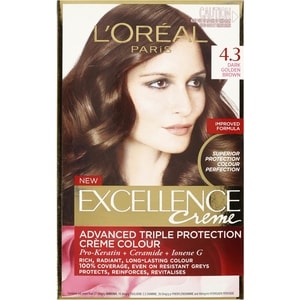 CAUTION
L'ORÉAL
PARIS
4.3
DARK
GOLDEN
BROWN
IMPROVED
FORMULA
SUPERIOR
PROTECTION
COLOUR
PERFECTION
NEW
EXCELLENCE
Crème
ADVANCED TRIPLE PROTECTION
CRÈME COLOUR
Pro-Keratin + Ceramide + Ionene G
RICH, RADIANT, LONG-LASTING COLOUR
100% COVERAGE, EVEN ON RESISTANT GREYS
PROTECTS, REINFORCES, REVITALISES